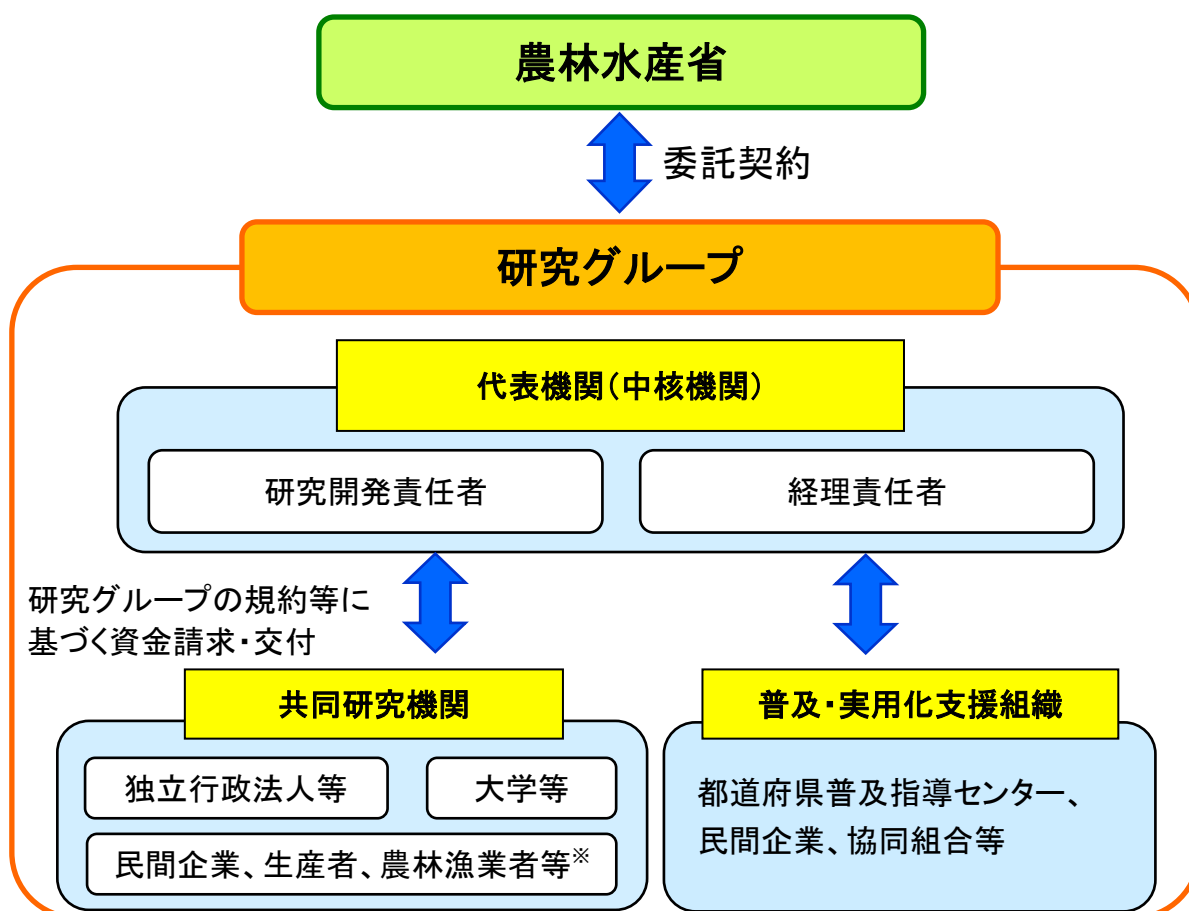 農林水産省
委託契約
研究グループ
代表機関(中核機関)
研究開発責任者
経理責任者
研究グループの規約等に
基づく資金請求・交付
共同研究機関
独立行政法人等
大学等
民間企業、生産者、農林漁業者等※
普及・実用化支援組織
都道府県普及指導センター、
民間企業、協同組合等